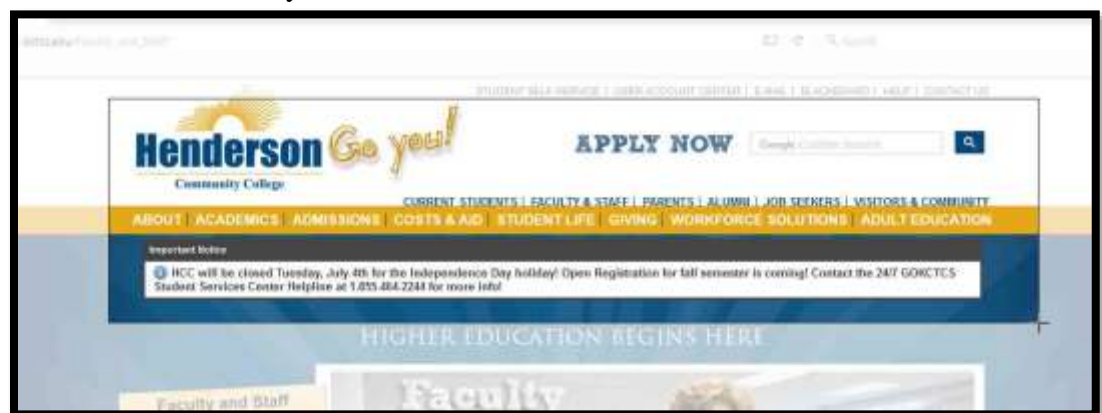 STUDENT SELF-SERVICE | USER ACCOUNT CENTER | E-MAIL | BLACKBOARD | HELP | CONTACT US
Henderson Go you!
Community College
APPLY NOW
Google
CURRENT STUDENTS | FACULTY & STAFF | PARENTS | ALUMNI | JOB SEEKERS | VISITORS & COMMUNITY
ABOUT | ACADEMICS | ADMISSIONS | COSTS & AID | STUDENT LIFE | GIVING | WORKFORCE SOLUTIONS | ADULT EDUCATION
Important Notice
HCC will be closed Tuesday, July 4th for the Independence Day holiday! Open Registration for fall semester is coming! Contact the 24/7 GOKCTCS
Student Services Center Helpline at 1.855.464.2244 for more info!
HIGHER EDUCATION BEGINS HERE
Faculty and Staff
Faculty